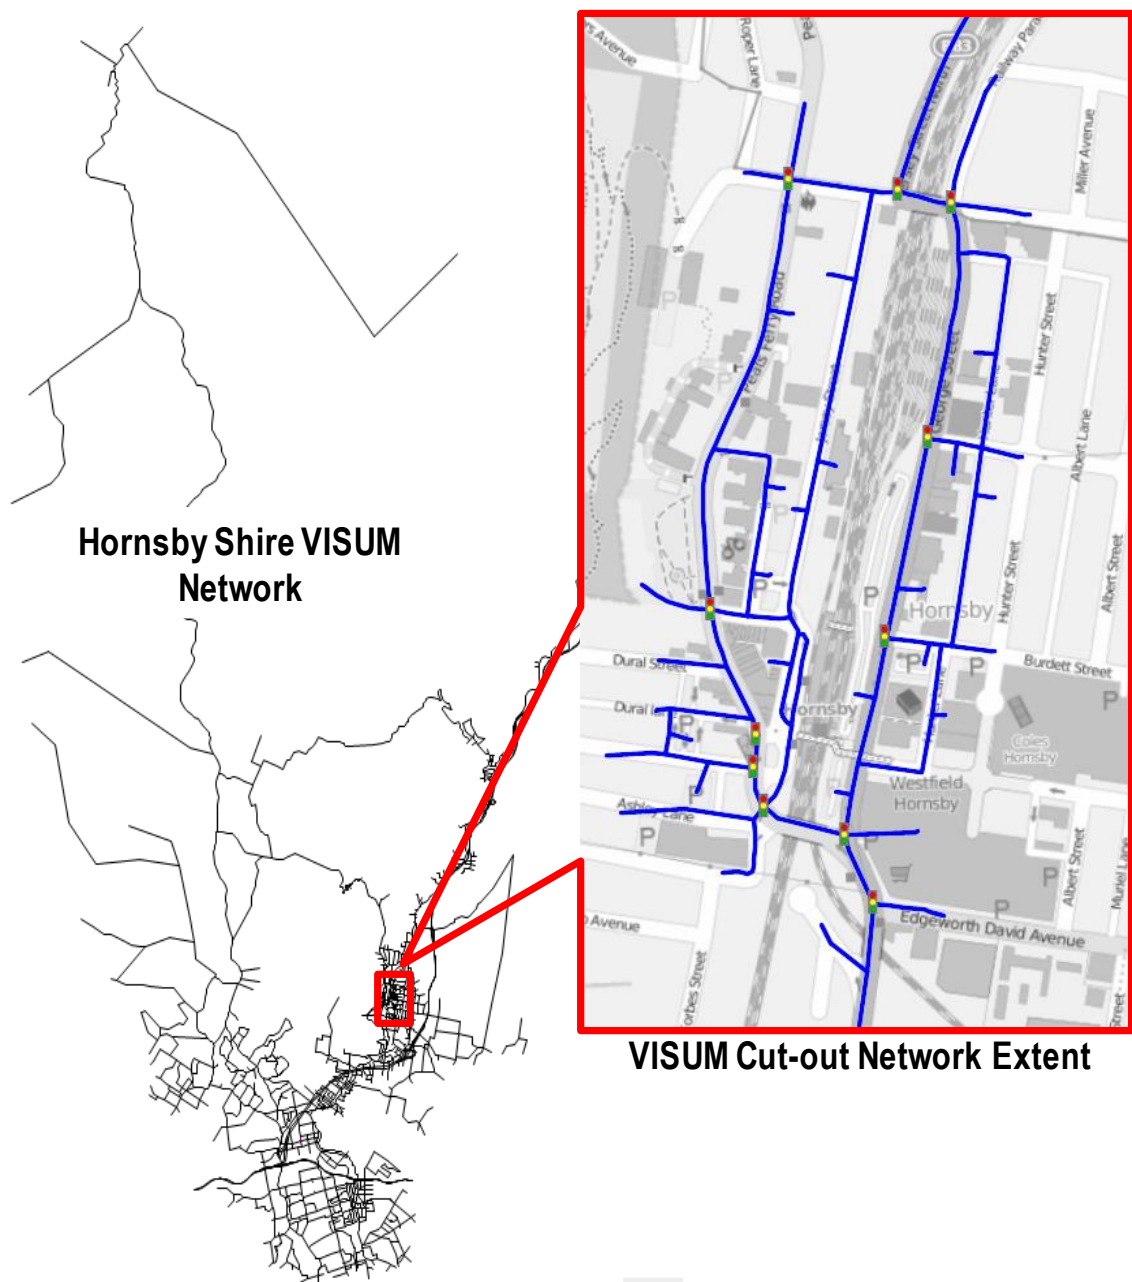 Hornsby Shire VISUM
Network
Roper Lane
Miller Avenue
Peats Ferry Road
George Street
Hunter Street
Albert Lane
Hunter Street
Albert Street
P
P
P
P
Hornsby
Dural Street
P
P
Burdett Street
P
P
Hornsby
Coles
Hornsby
Westfield
Hornsby
P
Ashley Lane
P
P
P
Albert Street
Muriel Lane
P
Edgeworth David Avenue
Avenue
Street
VISUM Cut-out Network Extent